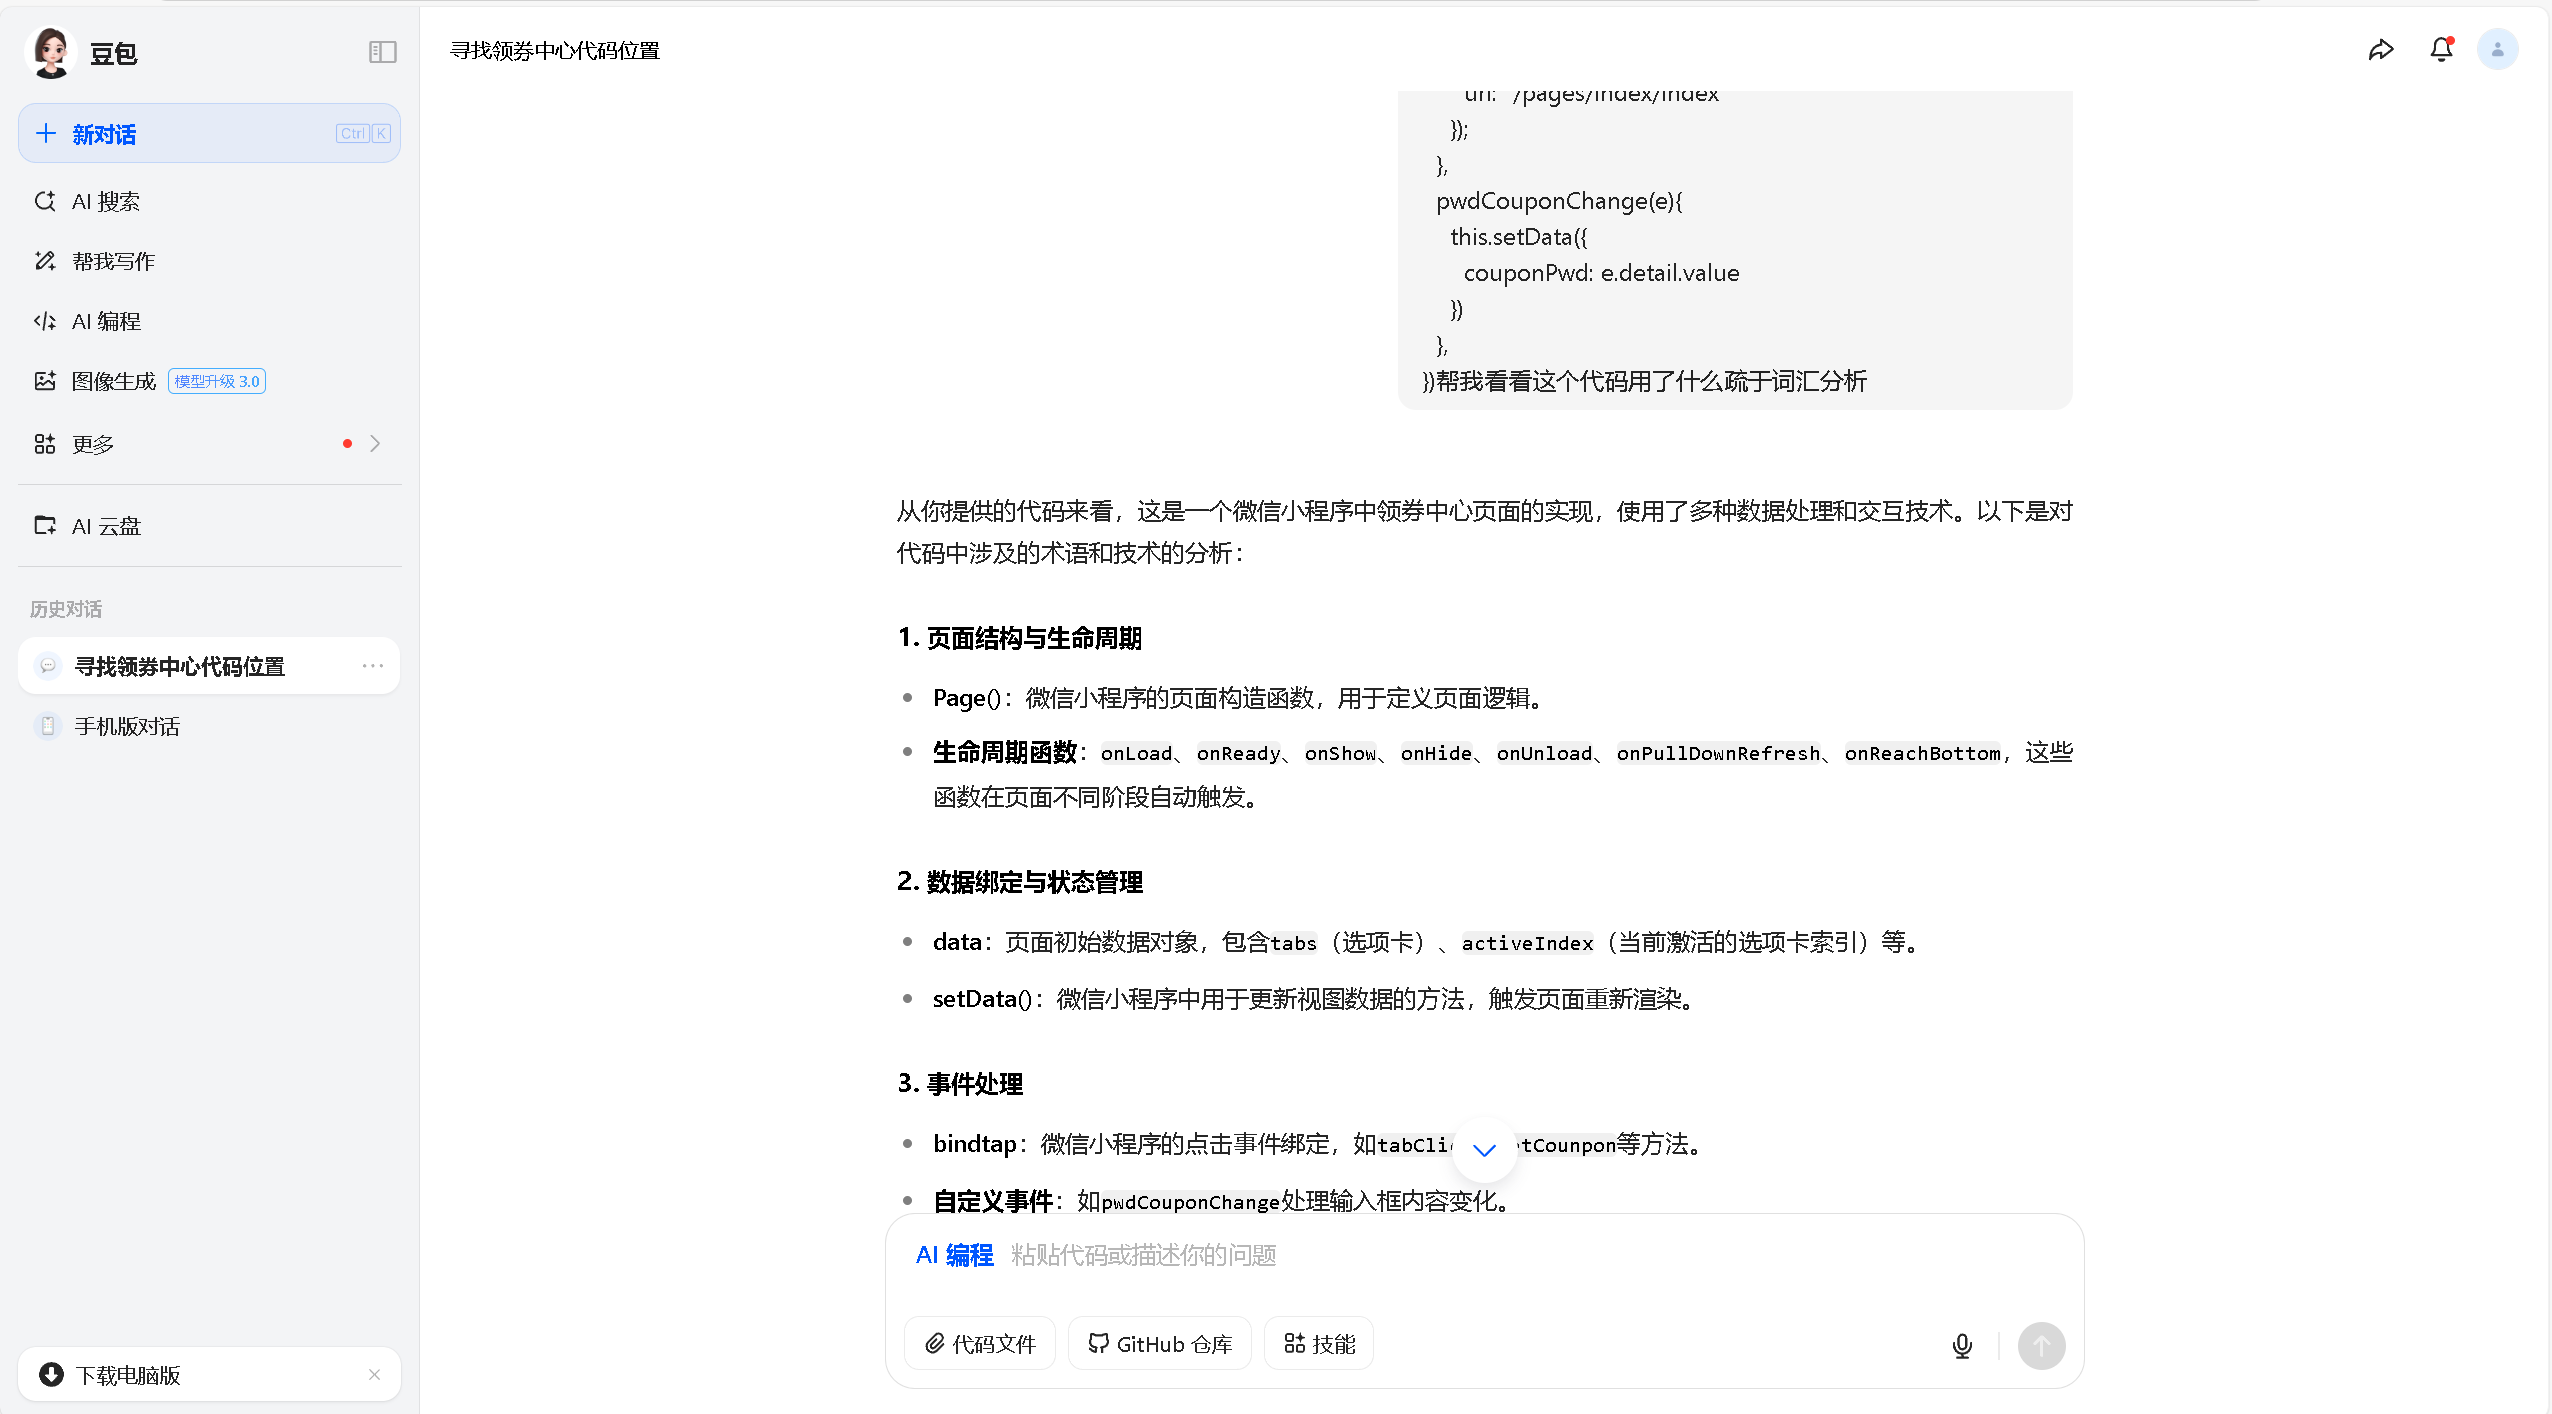 豆包
新对话
Ctrl K
AI 搜索
帮我写作
AI 编程
图像生成 模型升级 3.0
更多
AI 云盘
历史对话
寻找领券中心代码位置
手机版对话
下载电脑版
寻找领券中心代码位置
url: "/pages/index/index
});
},
pwdCouponChange(e){
this.setData({
couponPwd: e.detail.value
})
},
})帮我看看这个代码用了什么疏于词汇分析
从你提供的代码来看，这是一个微信小程序中领券中心页面的实现，使用了多种数据处理和交互技术。以下是对
代码中涉及的术语和技术的分析：
1. 页面结构与生命周期
Page()：微信小程序的页面构造函数，用于定义页面逻辑。
生命周期函数：onLoad、onReady、onShow、onHide、onUnload、onPullDownRefresh、onReachBottom，这些
函数在页面不同阶段自动触发。
2. 数据绑定与状态管理
data：页面初始数据对象，包含tabs（选项卡）、activeIndex（当前激活的选项卡索引）等。
setData()：微信小程序中用于更新视图数据的方法，触发页面重新渲染。
3. 事件处理
bindtap：微信小程序的点击事件绑定，如tabCli tCounpon等方法。
自定义事件：如pwdCouponChange处理输入框内容变化。
AI 编程 粘贴代码或描述你的问题
代码文件 GitHub 仓库 技能